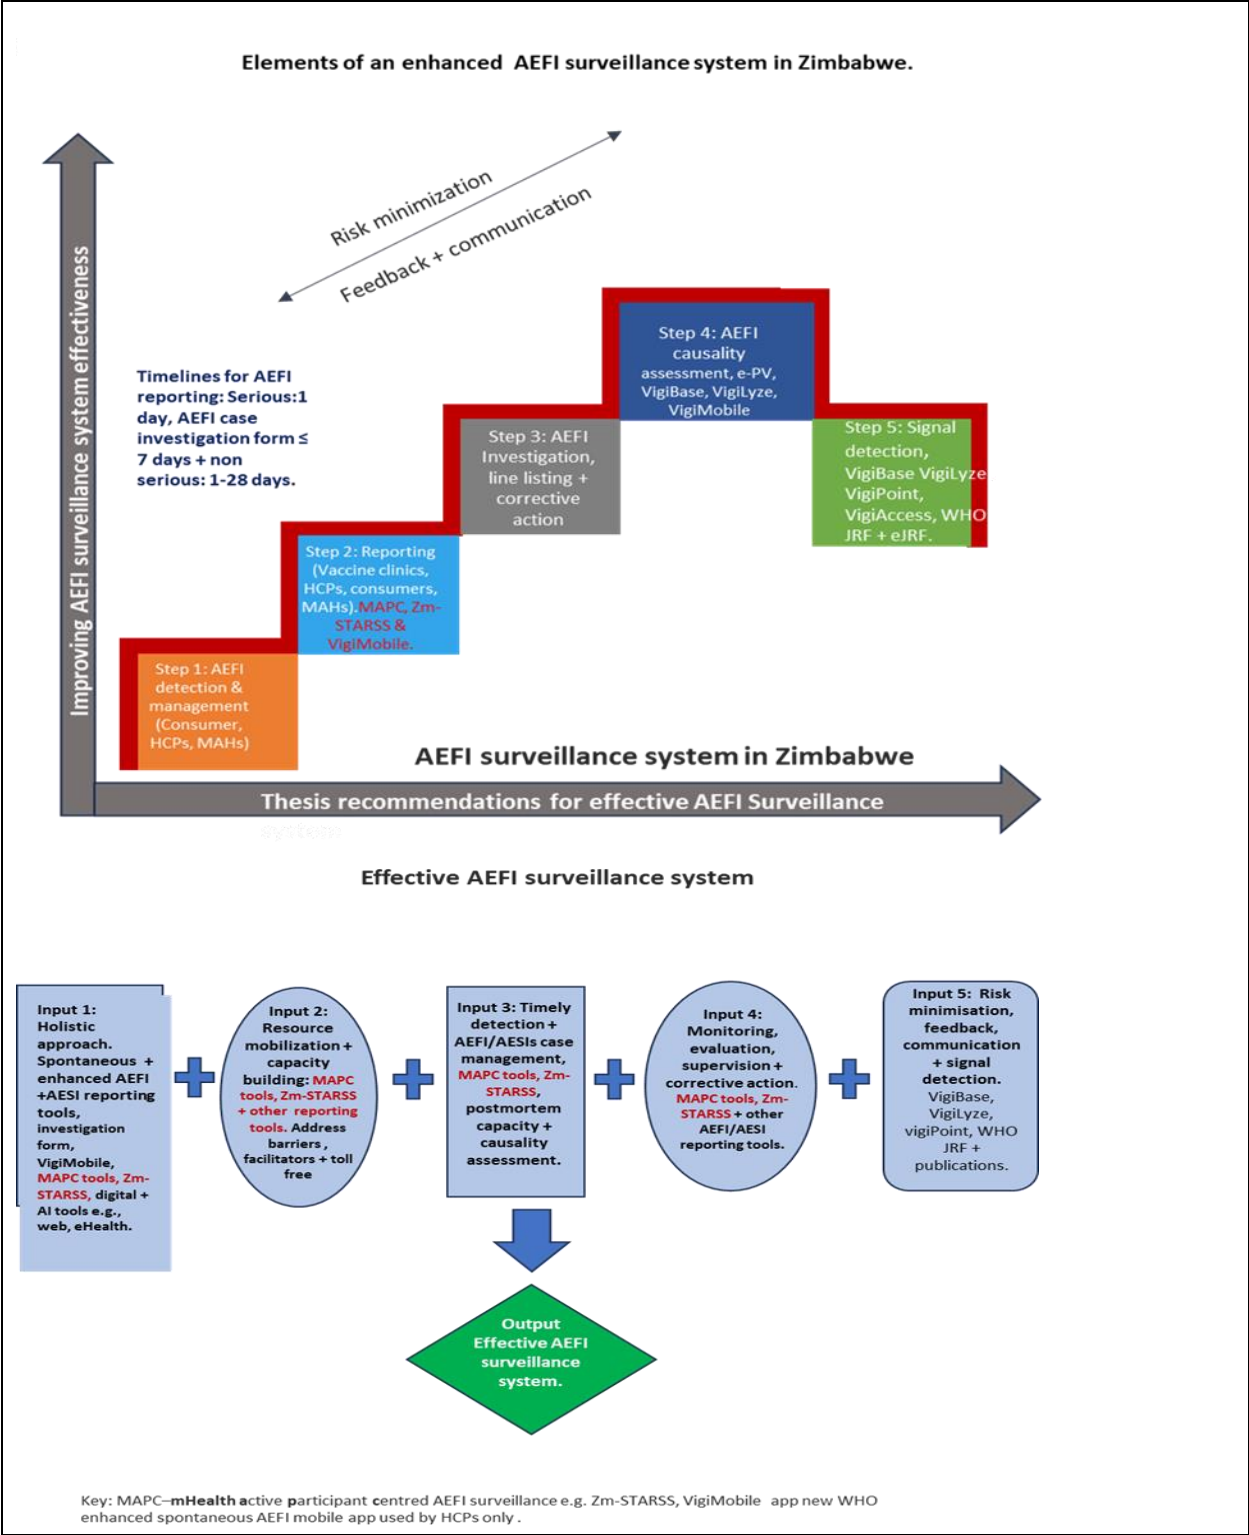 Elements of an enhanced AEFI surveillance system in Zimbabwe.
Improving AEFI surveillance system effectiveness
Risk minimization
Feedback + communication
Timelines for AEFI
reporting: Serious:1
day, AEFI case
investigation form ≤
7 days + non
serious: 1-28 days.
Step 1: AEFI
detection &
management
(Consumer,
HCPs, MAHs)
Step 2: Reporting
(Vaccine clinics,
HCPs, consumers,
MAHs).MAPC, Zm-
STARSS &
VigiMobile.
Step 3: AEFI
Investigation,
line listing +
corrective
action
Step 4: AEFI
causality
assessment, e-PV,
VigiBase, VigiLyze,
VigiMobile
Step 5: Signal
detection,
VigiBase VigiLyze
VigiPoint,
VigiAccess, WHO
JRF + eJRF.
AEFI surveillance system in Zimbabwe
Thesis recommendations for effective AEFI Surveillance
system:
Effective AEFI surveillance system
Input 1:
Holistic
approach.
Spontaneous +
enhanced AEFI
+AESI reporting
tools,
investigation
form,
VigiMobile,
MAPC tools, Zm-
STARSS, digital +
AI tools e.g.,
web, eHealth.
Input 2:
Resource
mobilization +
capacity
building: MAPC
tools, Zm-STARSS
+ other reporting
tools. Address
barriers ,
facilitators + toll
free
Input 3: Timely
detection +
AEFI/AESIs case
management,
MAPC tools, Zm-
STARSS,
postmortem
capacity +
causality
assessment.
Input 4:
Monitoring,
evaluation,
supervision +
corrective action.
MAPC tools, Zm-
STARSS + other
AEFI/AESI
reporting tools.
Input 5: Risk
minimisation,
feedback,
communication
+ signal
detection.
VigiBase,
VigiLyze,
vigiPoint, WHO
JRF +
publications.
Output
Effective AEFI
surveillance
system.
Key: MAPC–mHealth active participant centred AEFI surveillance e.g. Zm-STARSS, VigiMobile app new WHO
enhanced spontaneous AEFI mobile app used by HCPs only .